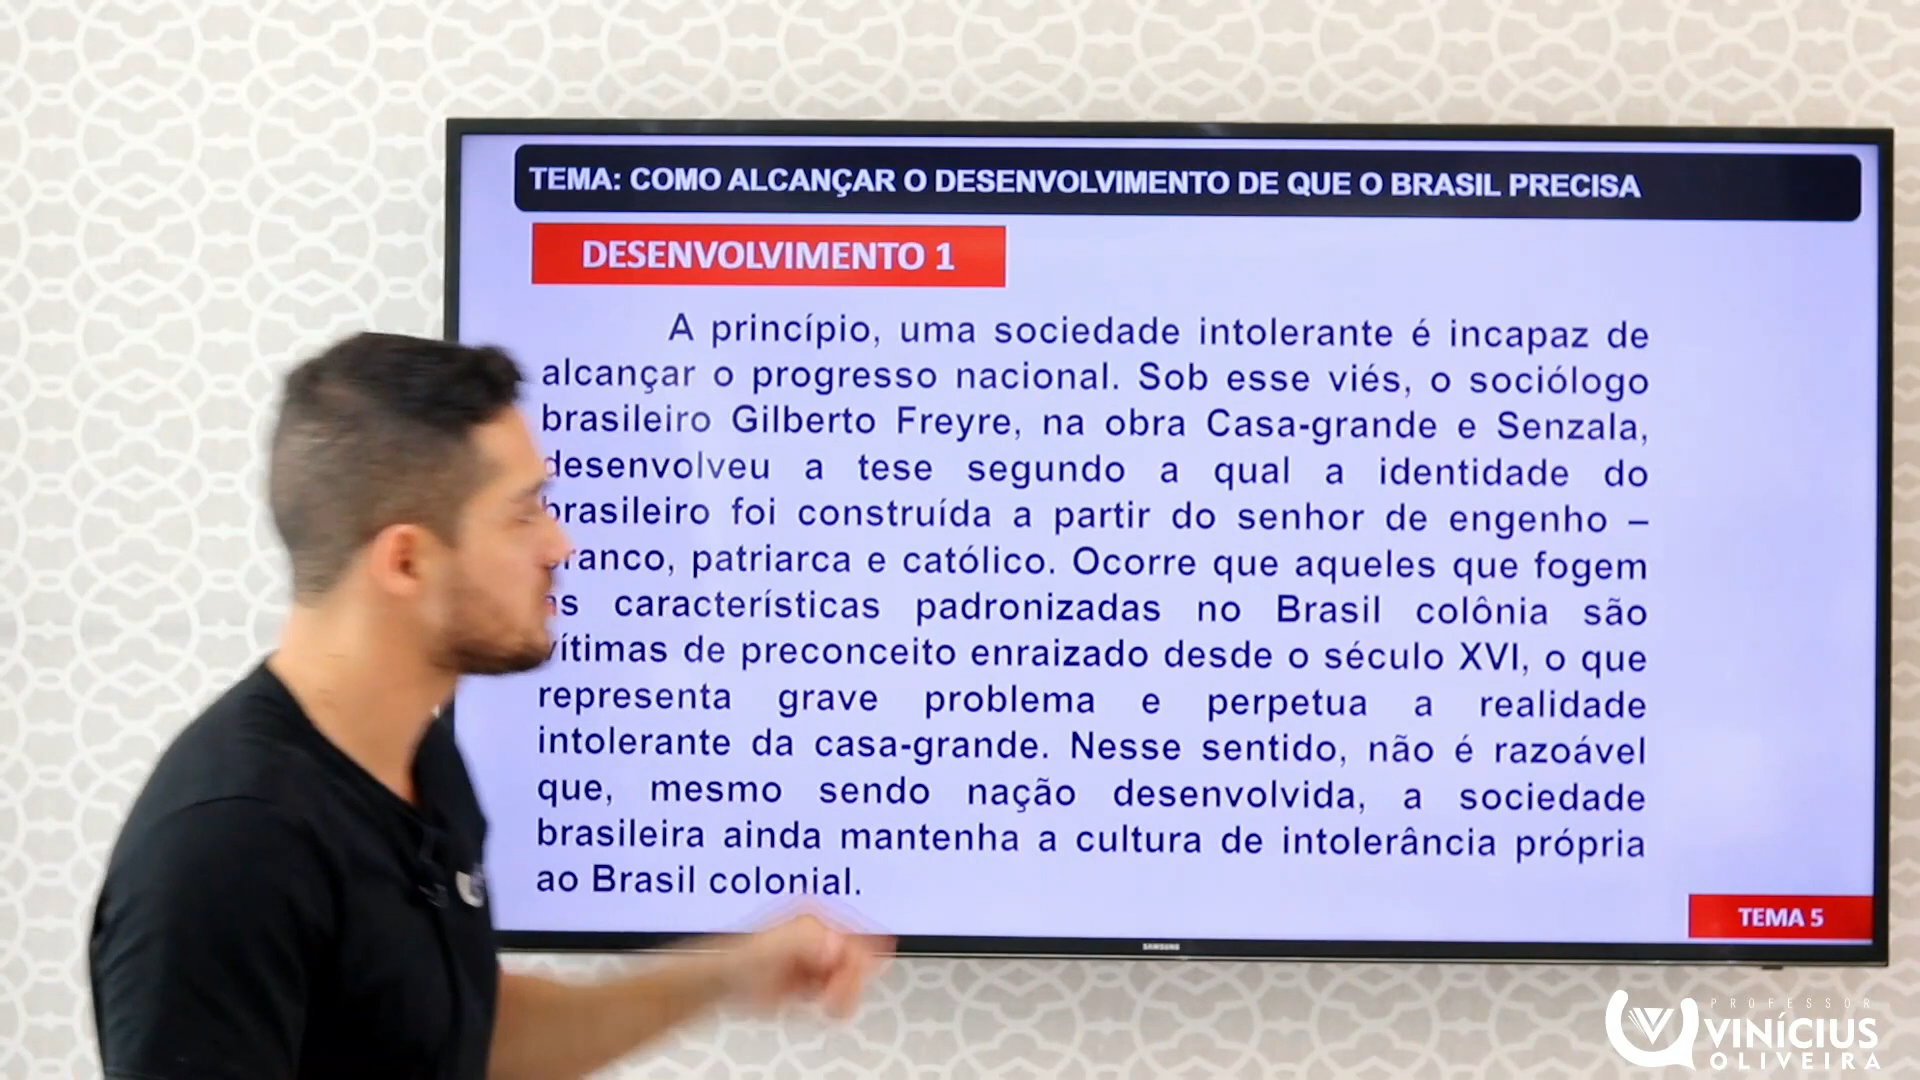 TEMA: COMO ALCANÇAR O DESENVOLVIMENTO DE QUE O BRASIL PRECISA
DESENVOLVIMENTO 1
A princípio, uma sociedade intolerante é incapaz de
alcançar o progresso nacional. Sob esse viés, o sociólogo
brasileiro Gilberto Freyre, na obra Casa-grande e Senzala,
desenvolveu a tese segundo a qual a identidade do
brasileiro foi construída a partir do senhor de engenho –
branco, patriarca e católico. Ocorre que aqueles que fogem
às características padronizadas no Brasil colônia são
vítimas de preconceito enraizado desde o século XVI, o que
representa grave problema e perpetua a realidade
intolerante da casa-grande. Nesse sentido, não é razoável
que, mesmo sendo nação desenvolvida, a sociedade
brasileira ainda mantenha a cultura de intolerância própria
ao Brasil colonial.
TEMA 5
SAMSUNG
PROFESSOR
VINÍCIUS
OLIVEIRA